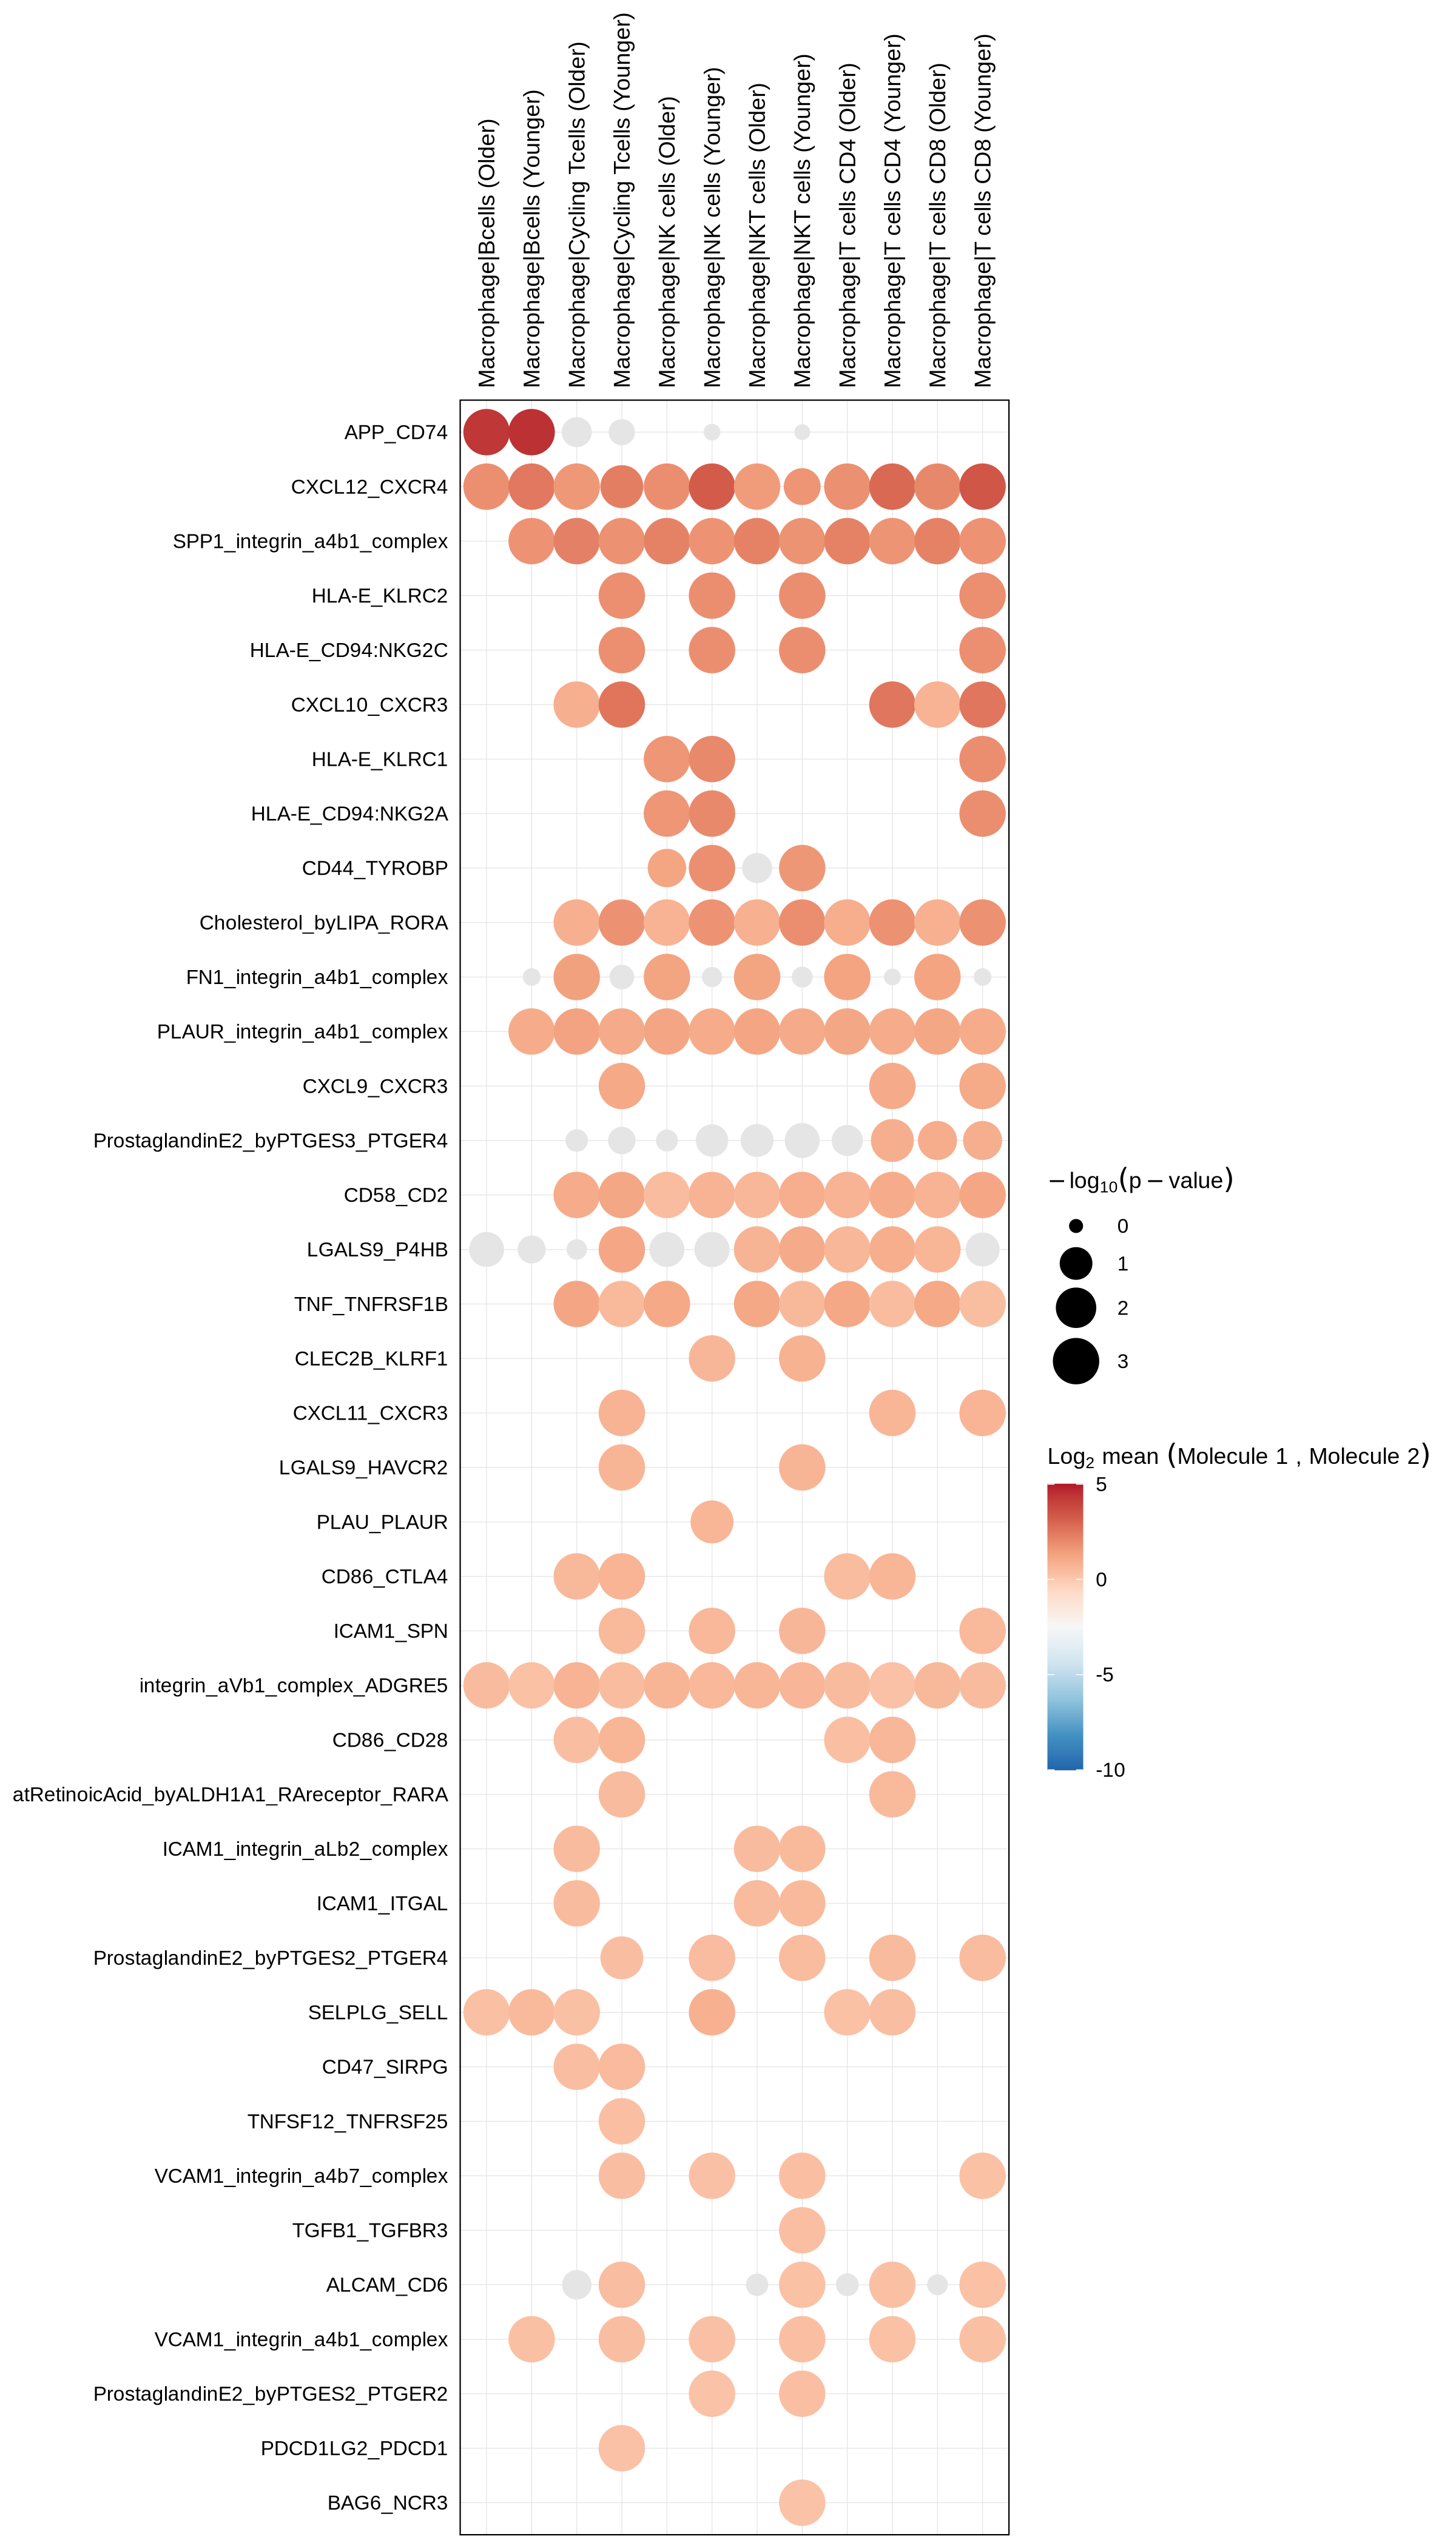 Macrophage|Bcells (Older)
Macrophage|Bcells (Younger)
Macrophage|Cycling Tcells (Older)
Macrophage|Cycling Tcells (Younger)
Macrophage|NK cells (Older)
Macrophage|NK cells (Younger)
Macrophage|NKT cells (Older)
Macrophage|NKT cells (Younger)
Macrophage|T cells CD4 (Older)
Macrophage|T cells CD4 (Younger)
Macrophage|T cells CD8 (Older)
Macrophage|T cells CD8 (Younger)
APP_CD74
CXCL12_CXCR4
SPP1_integrin_a4b1_complex
HLA-E_KLRC2
HLA-E_CD94:NKG2C
CXCL10_CXCR3
HLA-E_KLRC1
HLA-E_CD94:NKG2A
CD44_TYROBP
Cholesterol_byLIPA_RORA
FN1_integrin_a4b1_complex
PLAUR_integrin_a4b1_complex
CXCL9_CXCR3
ProstaglandinE2_byPTGES3_PTGER4
CD58_CD2
LGALS9_P4HB
TNF_TNFRSF1B
CLEC2B_KLRF1
CXCL11_CXCR3
LGALS9_HAVCR2
PLAU_PLAUR
CD86_CTLA4
ICAM1_SPN
integrin_aVb1_complex_ADGRE5
CD86_CD28
atRetinoicAcid_byALDH1A1_RAreceptor_RARA
ICAM1_integrin_aLb2_complex
ICAM1_ITGAL
ProstaglandinE2_byPTGES2_PTGER4
SELPLG_SELL
CD47_SIRPG
TNFSF12_TNFRSF25
VCAM1_integrin_a4b7_complex
TGFB1_TGFBR3
ALCAM_CD6
VCAM1_integrin_a4b1_complex
ProstaglandinE2_byPTGES2_PTGER2
PDCD1LG2_PDCD1
BAG6_NCR3
−log₁₀(p − value)
0
1
2
3
Log₂ mean (Molecule 1 , Molecule 2)
5
0
-5
-10